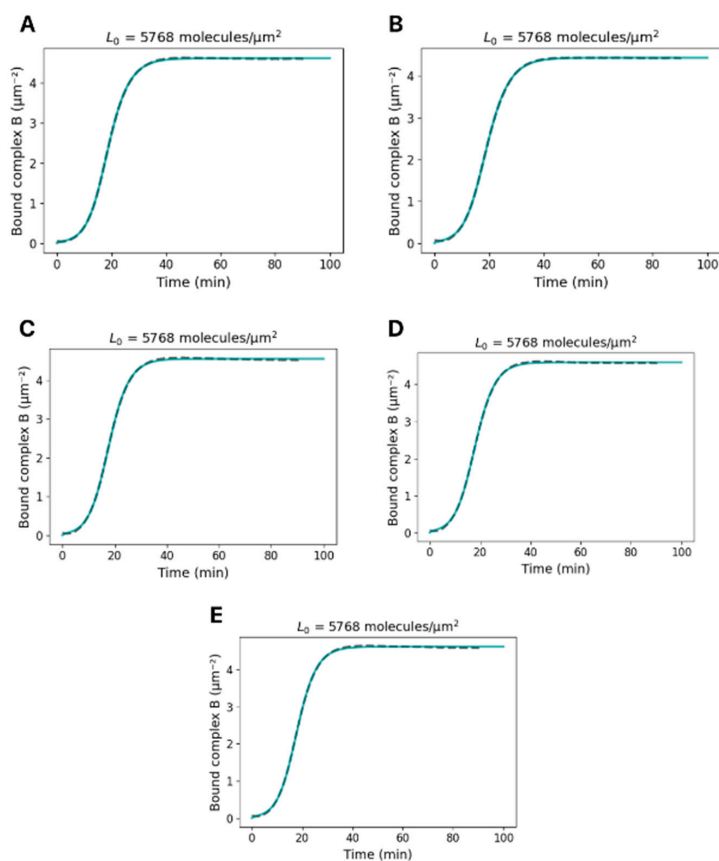 A
L₀ = 5768 molecules/µm²
Bound complex B (µm⁻²)
4
3
2
1
0
0 20 40 60 80 100
Time (min)
B
L₀ = 5768 molecules/µm²
Bound complex B (µm⁻²)
4
3
2
1
0
0 20 40 60 80 100
Time (min)
C
L₀ = 5768 molecules/µm²
Bound complex B (µm⁻²)
4
3
2
1
0
0 20 40 60 80 100
Time (min)
D
L₀ = 5768 molecules/µm²
Bound complex B (µm⁻²)
4
3
2
1
0
0 20 40 60 80 100
Time (min)
E
L₀ = 5768 molecules/µm²
Bound complex B (µm⁻²)
4
3
2
1
0
0 20 40 60 80 100
Time (min)